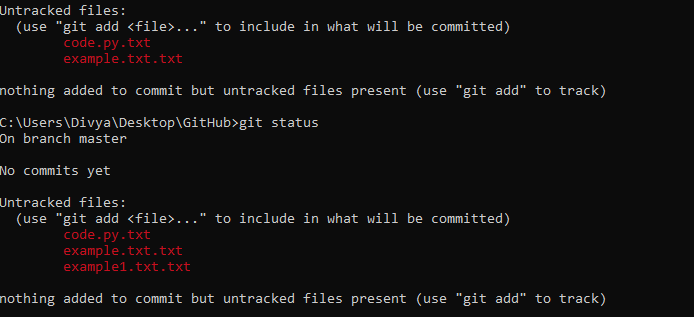 Untracked files:
(use "git add <file>..." to include in what will be committed)
code.py.txt
example.txt.txt
nothing added to commit but untracked files present (use "git add" to track)
C:\Users\Divya\Desktop\GitHub>git status
On branch master
No commits yet
Untracked files:
(use "git add <file>..." to include in what will be committed)
code.py.txt
example.txt.txt
example1.txt.txt
nothing added to commit but untracked files present (use "git add" to track)